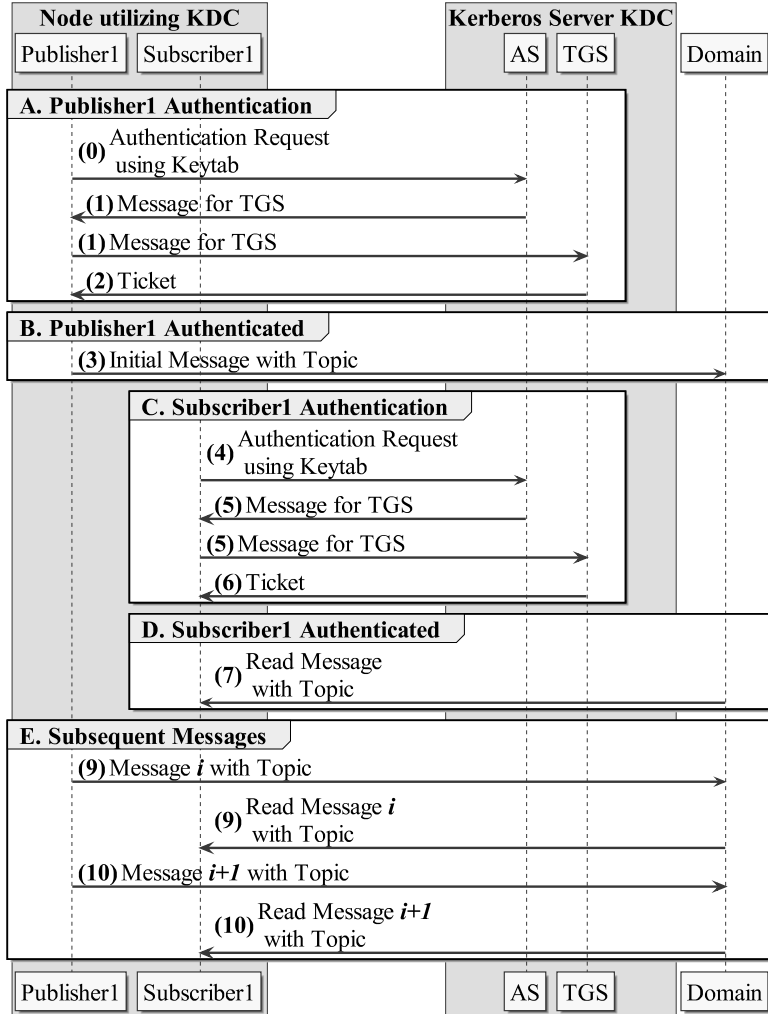 Node utilizing KDC
Kerberos Server KDC
Publisher1
Subscriber1
AS
TGS
Domain
A. Publisher1 Authentication
(0) Authentication Request
using Keytab
(1) Message for TGS
(1) Message for TGS
(2) Ticket
B. Publisher1 Authenticated
(3) Initial Message with Topic
C. Subscriber1 Authentication
(4) Authentication Request
using Keytab
(5) Message for TGS
(5) Message for TGS
(6) Ticket
D. Subscriber1 Authenticated
(7) Read Message
with Topic
E. Subsequent Messages
(9) Message i with Topic
(9) Read Message i
with Topic
(10) Message i+1 with Topic
(10) Read Message i+1
with Topic
Publisher1
Subscriber1
AS
TGS
Domain